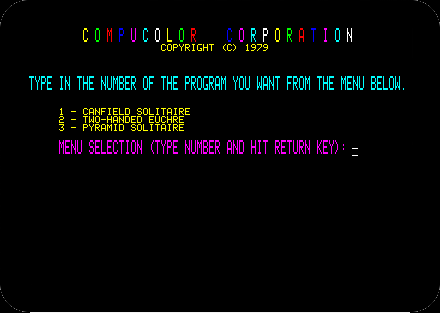 COMPUCOLOR CORPORATION
COPYRIGHT (C) 1979
TYPE IN THE NUMBER OF THE PROGRAM YOU WANT FROM THE MENU BELOW.
1 - CANFIELD SOLITAIRE
2 - TWO-HANDED EUCHRE
3 - PYRAMID SOLITAIRE
MENU SELECTION (TYPE NUMBER AND HIT RETURN KEY): _